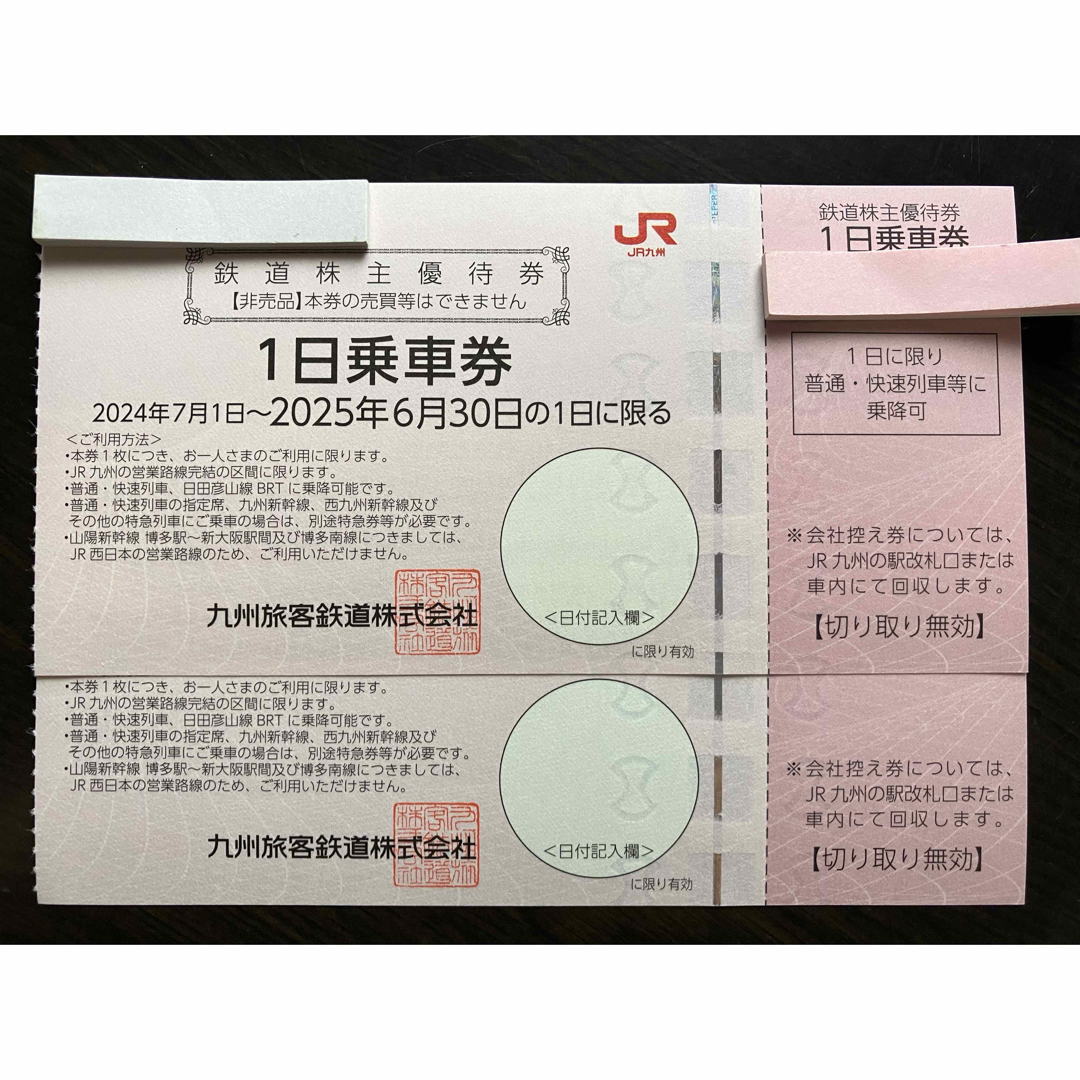 JR
JR九州
鉄道株主優待券
【非売品】本券の売買等はできません
1日乗車券
2024年7月1日～2025年6月30日の1日に限る
＜ご利用方法＞
・本券1枚につき、お一人さまのご利用に限ります。
・JR九州の営業路線完結の区間に限ります。
・普通・快速列車、日田彦山線BRTに乗降可能です。
・普通・快速列車の指定席、九州新幹線、西九州新幹線及び
その他の特急列車にご乗車の場合は、別途特急券等が必要です。
・山陽新幹線 博多駅～新大阪駅間及び博多南線につきましては、
JR西日本の営業路線のため、ご利用いただけません。
九州旅客鉄道株式会社
＜日付記入欄＞
に限り有効
鉄道株主優待券
1日乗車券
1日に限り
普通・快速列車等に
乗降可
※会社控え券については、
JR九州の駅改札口または
車内にて回収します。
【切り取り無効】
・本券1枚につき、お一人さまのご利用に限ります。
・JR九州の営業路線完結の区間に限ります。
・普通・快速列車、日田彦山線BRTに乗降可能です。
・普通・快速列車の指定席、九州新幹線、西九州新幹線及び
その他の特急列車にご乗車の場合は、別途特急券等が必要です。
・山陽新幹線 博多駅～新大阪駅間及び博多南線につきましては、
JR西日本の営業路線のため、ご利用いただけません。
九州旅客鉄道株式会社
＜日付記入欄＞
に限り有効
※会社控え券については、
JR九州の駅改札口または
車内にて回収します。
【切り取り無効】